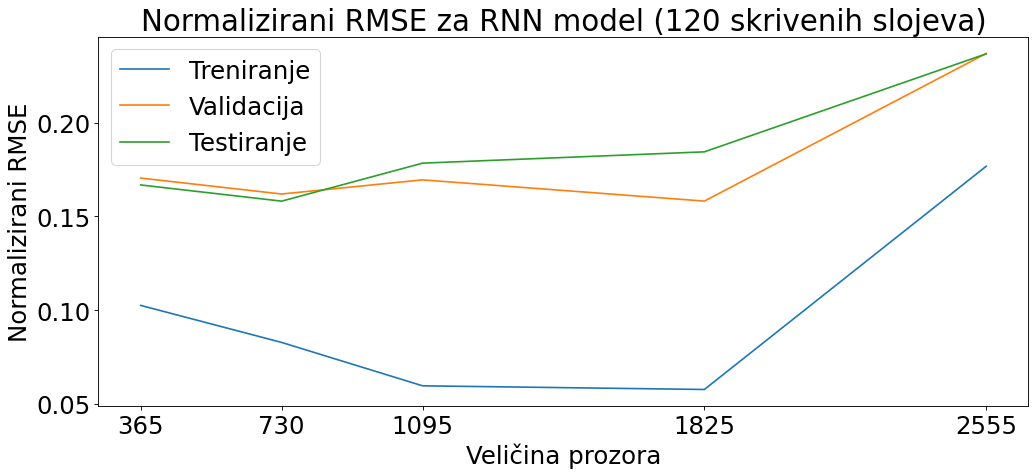 Normalizirani RMSE za RNN model (120 skrivenih slojeva)
Treniranje
Validacija
Testiranje
Normalizirani RMSE
0.20
0.15
0.10
0.05
365 730 1095 1825 2555
Veličina prozora